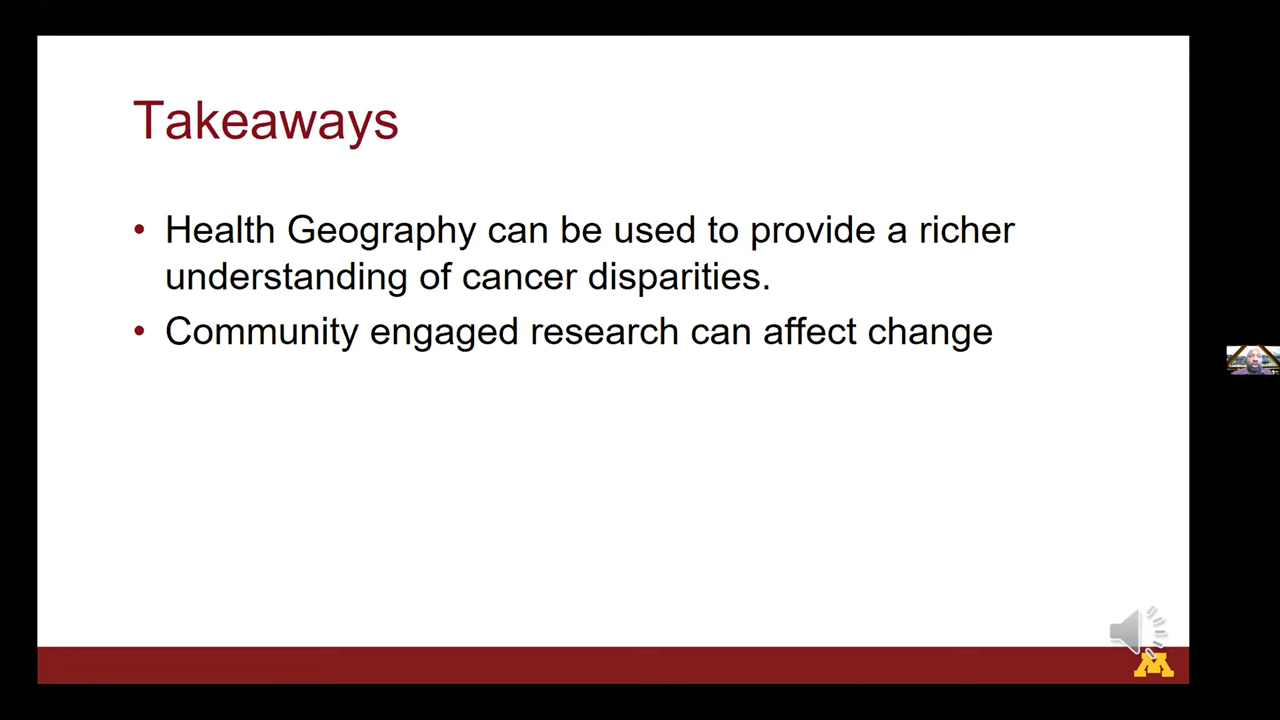 Takeaways
• Health Geography can be used to provide a richer
understanding of cancer disparities.
• Community engaged research can affect change
M